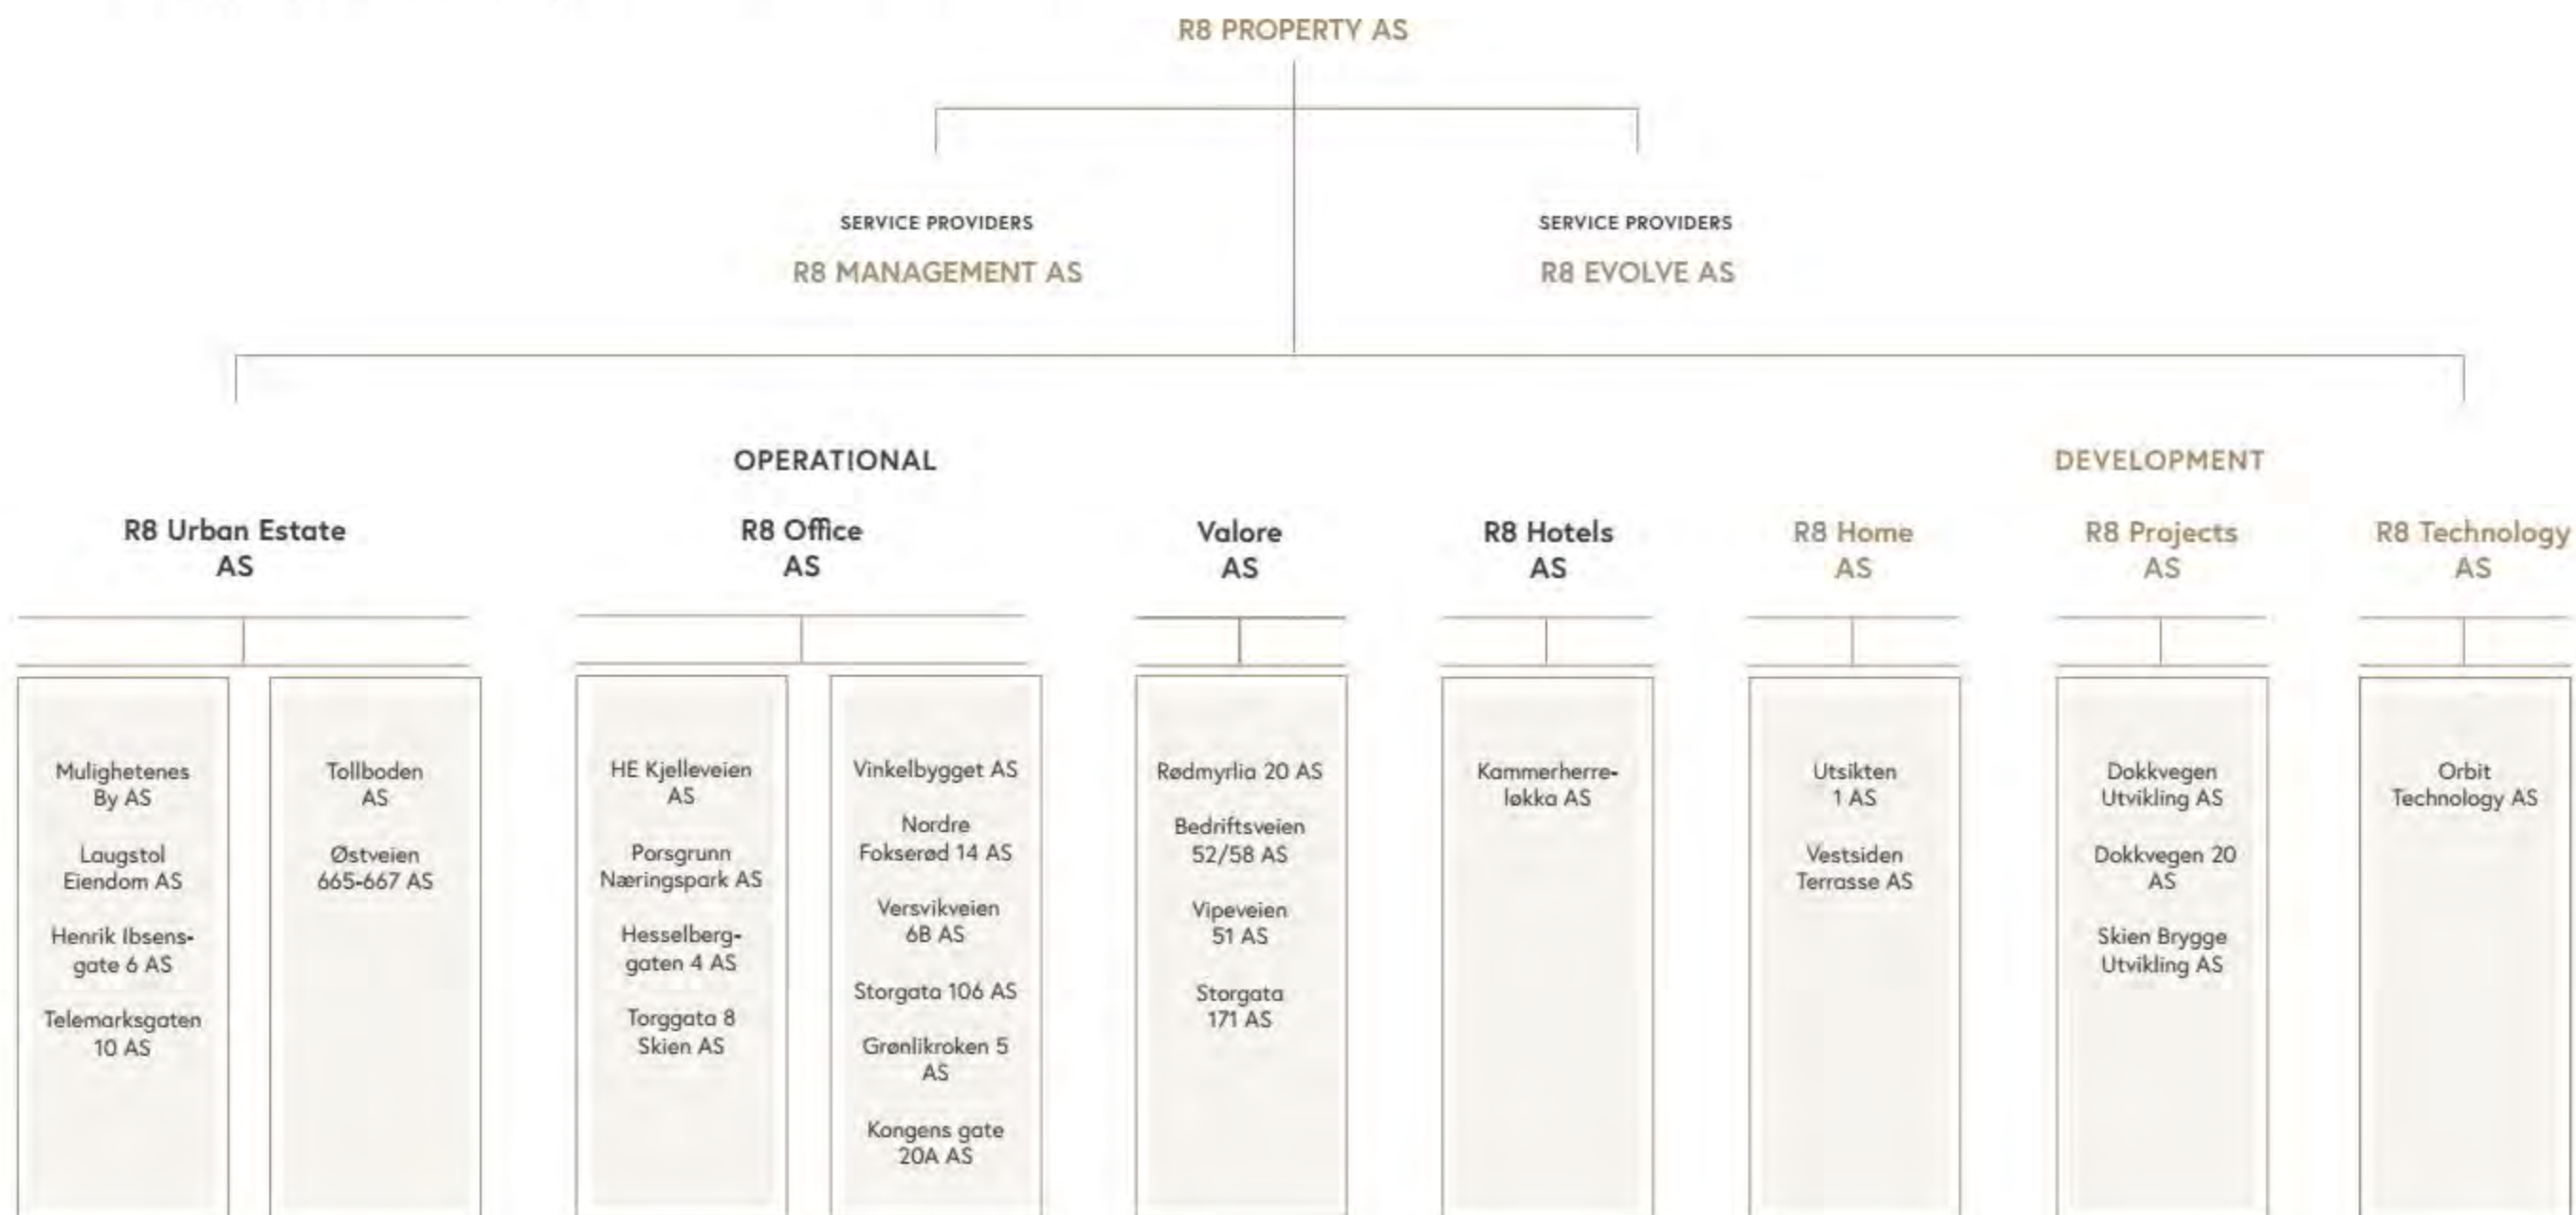 R8 PROPERTY AS
SERVICE PROVIDERS
R8 MANAGEMENT AS
SERVICE PROVIDERS
R8 EVOLVE AS
OPERATIONAL
DEVELOPMENT
R8 Urban Estate
AS
Mulighetenes
By AS
Laugstol
Eiendom AS
Henrik Ibsens-
gate 6 AS
Telemarksgaten
10 AS
Tollboden
AS
Østveien
665-667 AS
R8 Office
AS
HE Kjelleveien
AS
Porsgrunn
Næringspark AS
Hesselberg-
gaten 4 AS
Torggata 8
Skien AS
Vinkelbygget AS
Nordre
Fokserød 14 AS
Versvikveien
6B AS
Storgata 106 AS
Grønlikroken 5
AS
Kongens gate
20A AS
Valore
AS
Rødmyrlia 20 AS
Bedriftsveien
52/58 AS
Vipeveien
51 AS
Storgata
171 AS
R8 Hotels
AS
Kammerherre-
løkka AS
R8 Home
AS
Utsikten
1 AS
Vestsiden
Terrasse AS
R8 Projects
AS
Dokkvegen
Utvikling AS
Dokkvegen 20
AS
Skien Brygge
Utvikling AS
R8 Technology
AS
Orbit
Technology AS